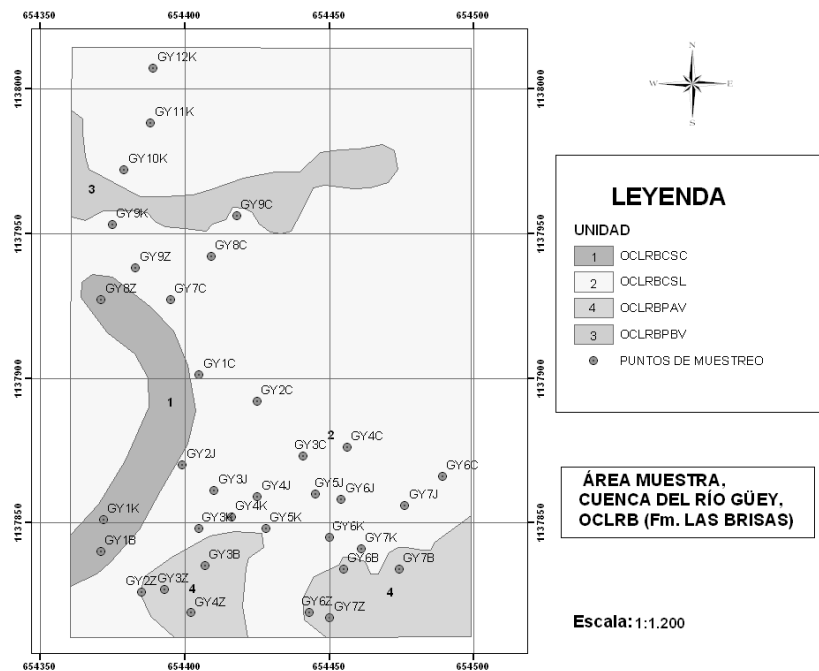 654350 654400 654450 654500
1138000
1137950
1137900
1137850
GY12K
GY11K
GY10K
3
GY9K
GY9C
GY8C
GY9Z
GY8Z
GY7C
GY1C
1
GY2C
2
GY3C
GY4C
GY2J
GY6C
GY3J
GY4J
GY5J
GY6J
GY7J
GY1K
GY3K
GY4K
GY5K
GY6K
GY7K
GY1B
GY3B
GY6B
GY7B
GY2Z
GY3Z
4
GY4Z
GY6Z
GY7Z
4
1138000
1137950
1137900
1137850
654350 654400 654450 654500
N
W E
S
LEYENDA
UNIDAD
1 OCLRBCSC
2 OCLRBCSL
4 OCLRBPAV
3 OCLRBPBV
PUNTOS DE MUESTREO
ÁREA MUESTRA,
CUENCA DEL RÍO GÜEY,
OCLRB (Fm. LAS BRISAS)
Escala: 1:1.200